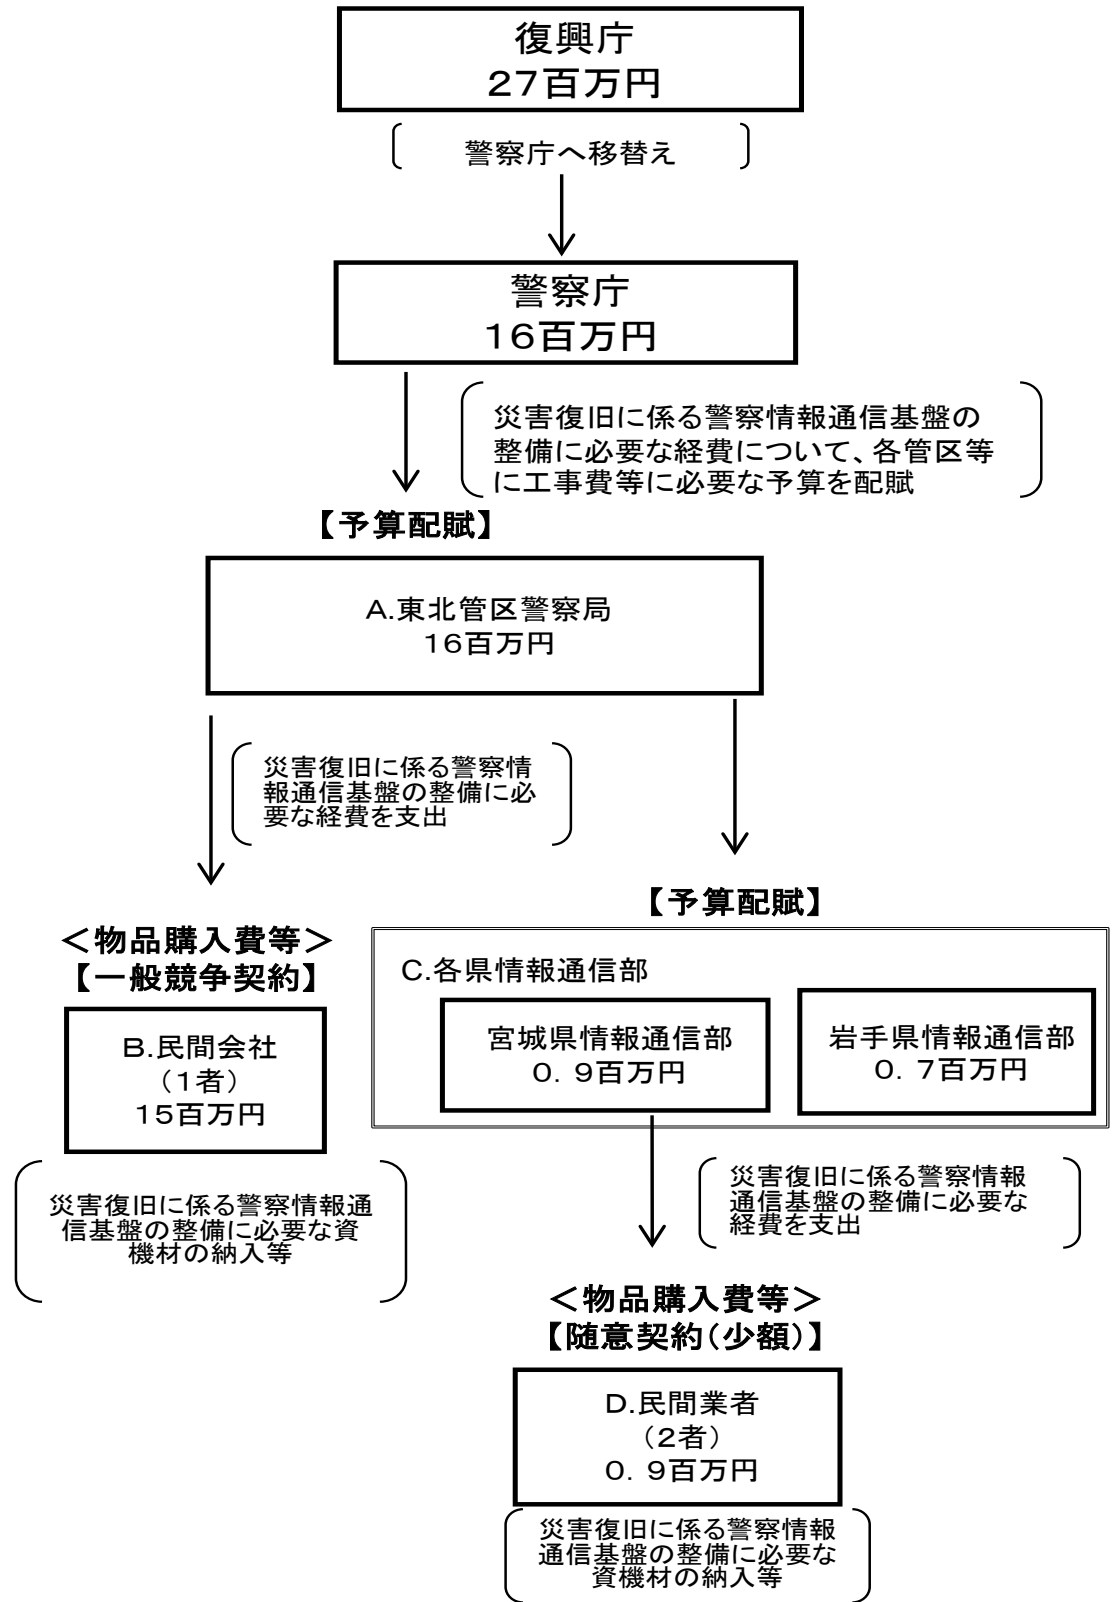 復興庁
27百万円
警察庁へ移替え
警察庁
16百万円
災害復旧に係る警察情報通信基盤の
整備に必要な経費について、各管区等
に工事費等に必要な予算を配賦
【予算配賦】
A.東北管区警察局
16百万円
災害復旧に係る警察情
報通信基盤の整備に必
要な経費を支出
＜物品購入費等＞
【一般競争契約】
B.民間会社
（1者）
15百万円
災害復旧に係る警察情報通
信基盤の整備に必要な資
機材の納入等
【予算配賦】
C.各県情報通信部
宮城県情報通信部
0．9百万円
岩手県情報通信部
0．7百万円
災害復旧に係る警察情報
通信基盤の整備に必要な
経費を支出
＜物品購入費等＞
【随意契約（少額）】
D.民間業者
（2者）
0．9百万円
災害復旧に係る警察情報
通信基盤の整備に必要な
資機材の納入等